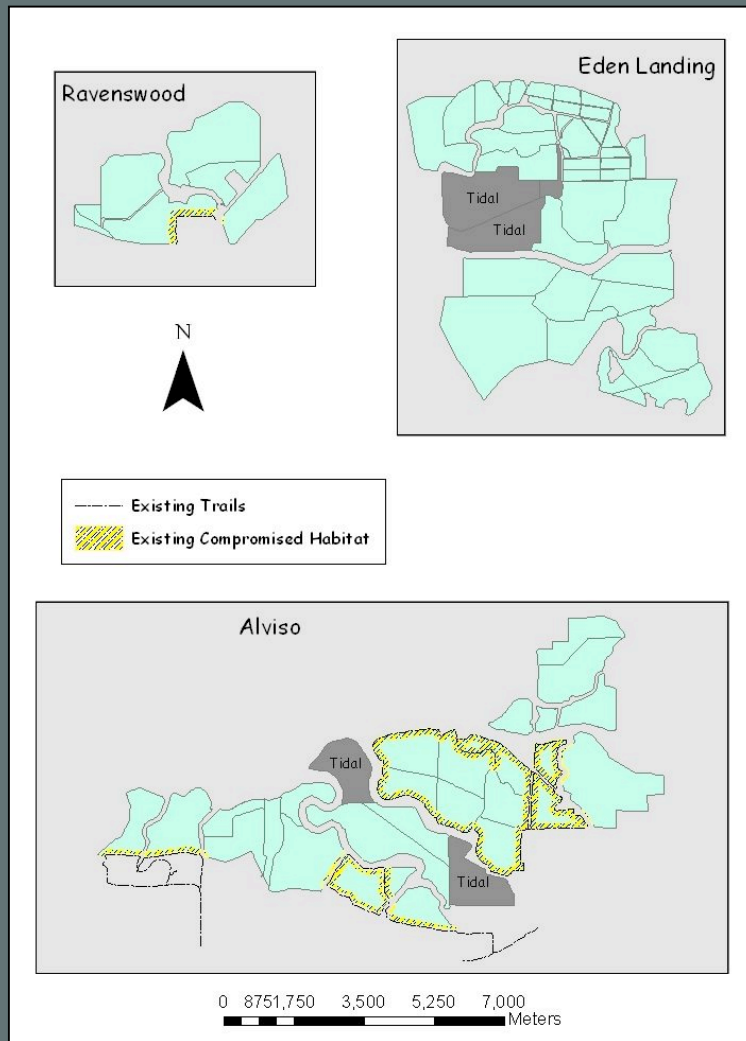 Ravenswood
Eden Landing
Tidal
Tidal
N
Existing Trails
Existing Compromised Habitat
Alviso
Tidal
Tidal
0 8751,750 3,500 5,250 7,000
Meters